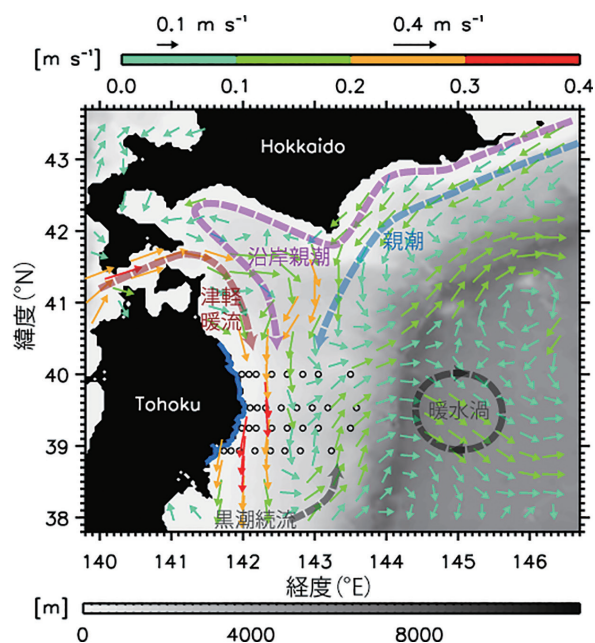 0.1 m s⁻¹ 0.4 m s⁻¹
[m s⁻¹]
0.0 0.1 0.2 0.3 0.4
Hokkaido
43
42
親潮
沿岸親潮
41
津軽
暖流
緯度(°N)
40
Tohoku
暖水渦
39
38
黒潮続流
140 141 142 143 144 145 146
経度(°E)
[m]
0 4000 8000